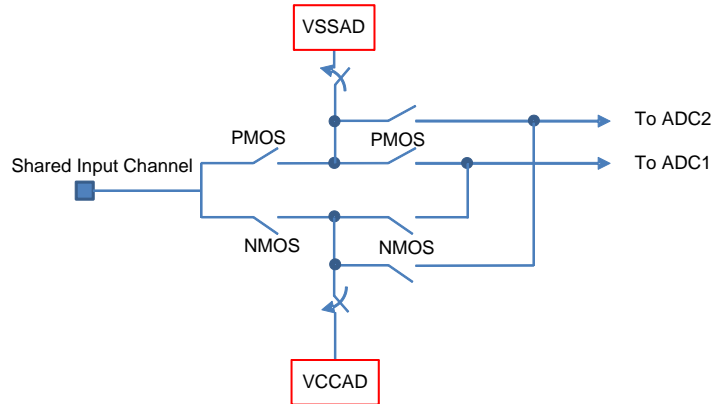 VSSAD
To ADC2
PMOS
PMOS
To ADC1
Shared Input Channel
NMOS
NMOS
VCCAD